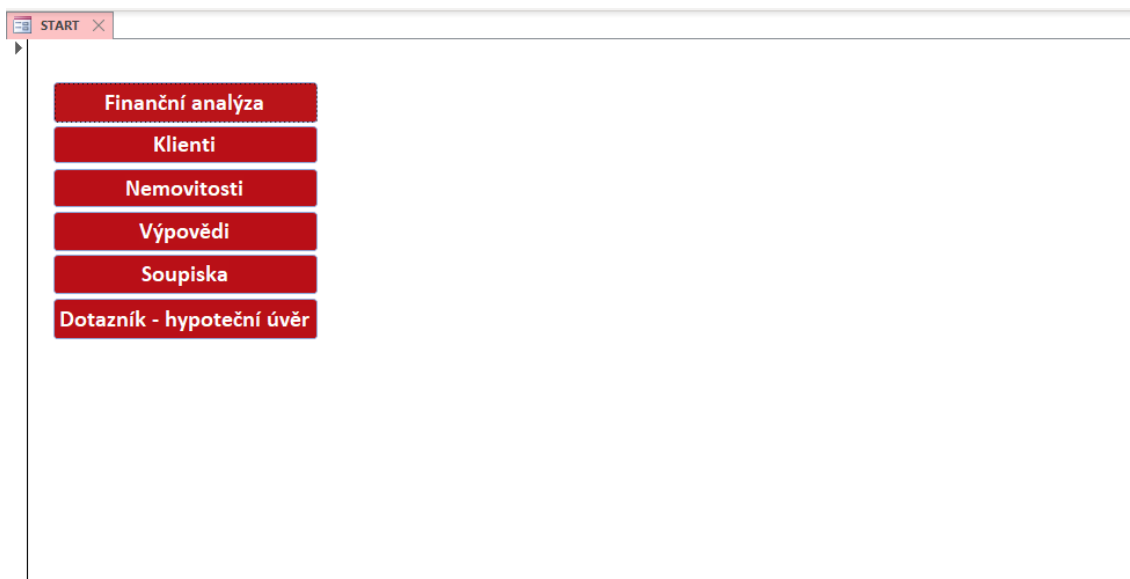 START
Finanční analýza
Klienti
Nemovitosti
Výpovědi
Soupiska
Dotazník - hypoteční úvěr